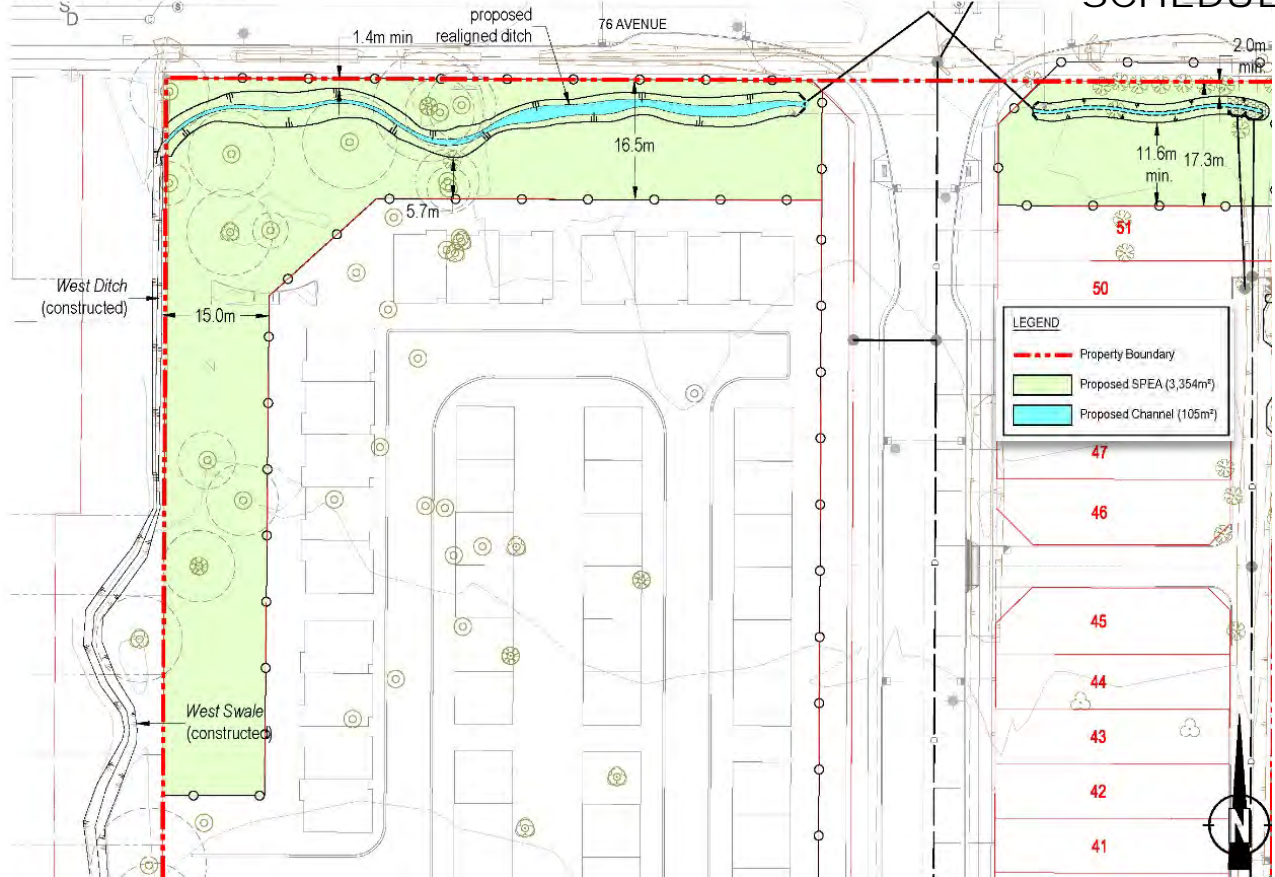 SCHEDUL
S
D
S
proposed
realigned ditch
76 AVENUE
1.4m min
2.0m
min.
16.5m
11.6m
min.
17.3m
5.7m
51
West Ditch
(constructed)
15.0m
50
LEGEND
Property Boundary
Proposed SPEA (3,354m²)
Proposed Channel (105m²)
47
46
45
44
West Swale
(constructed)
43
42
41
N